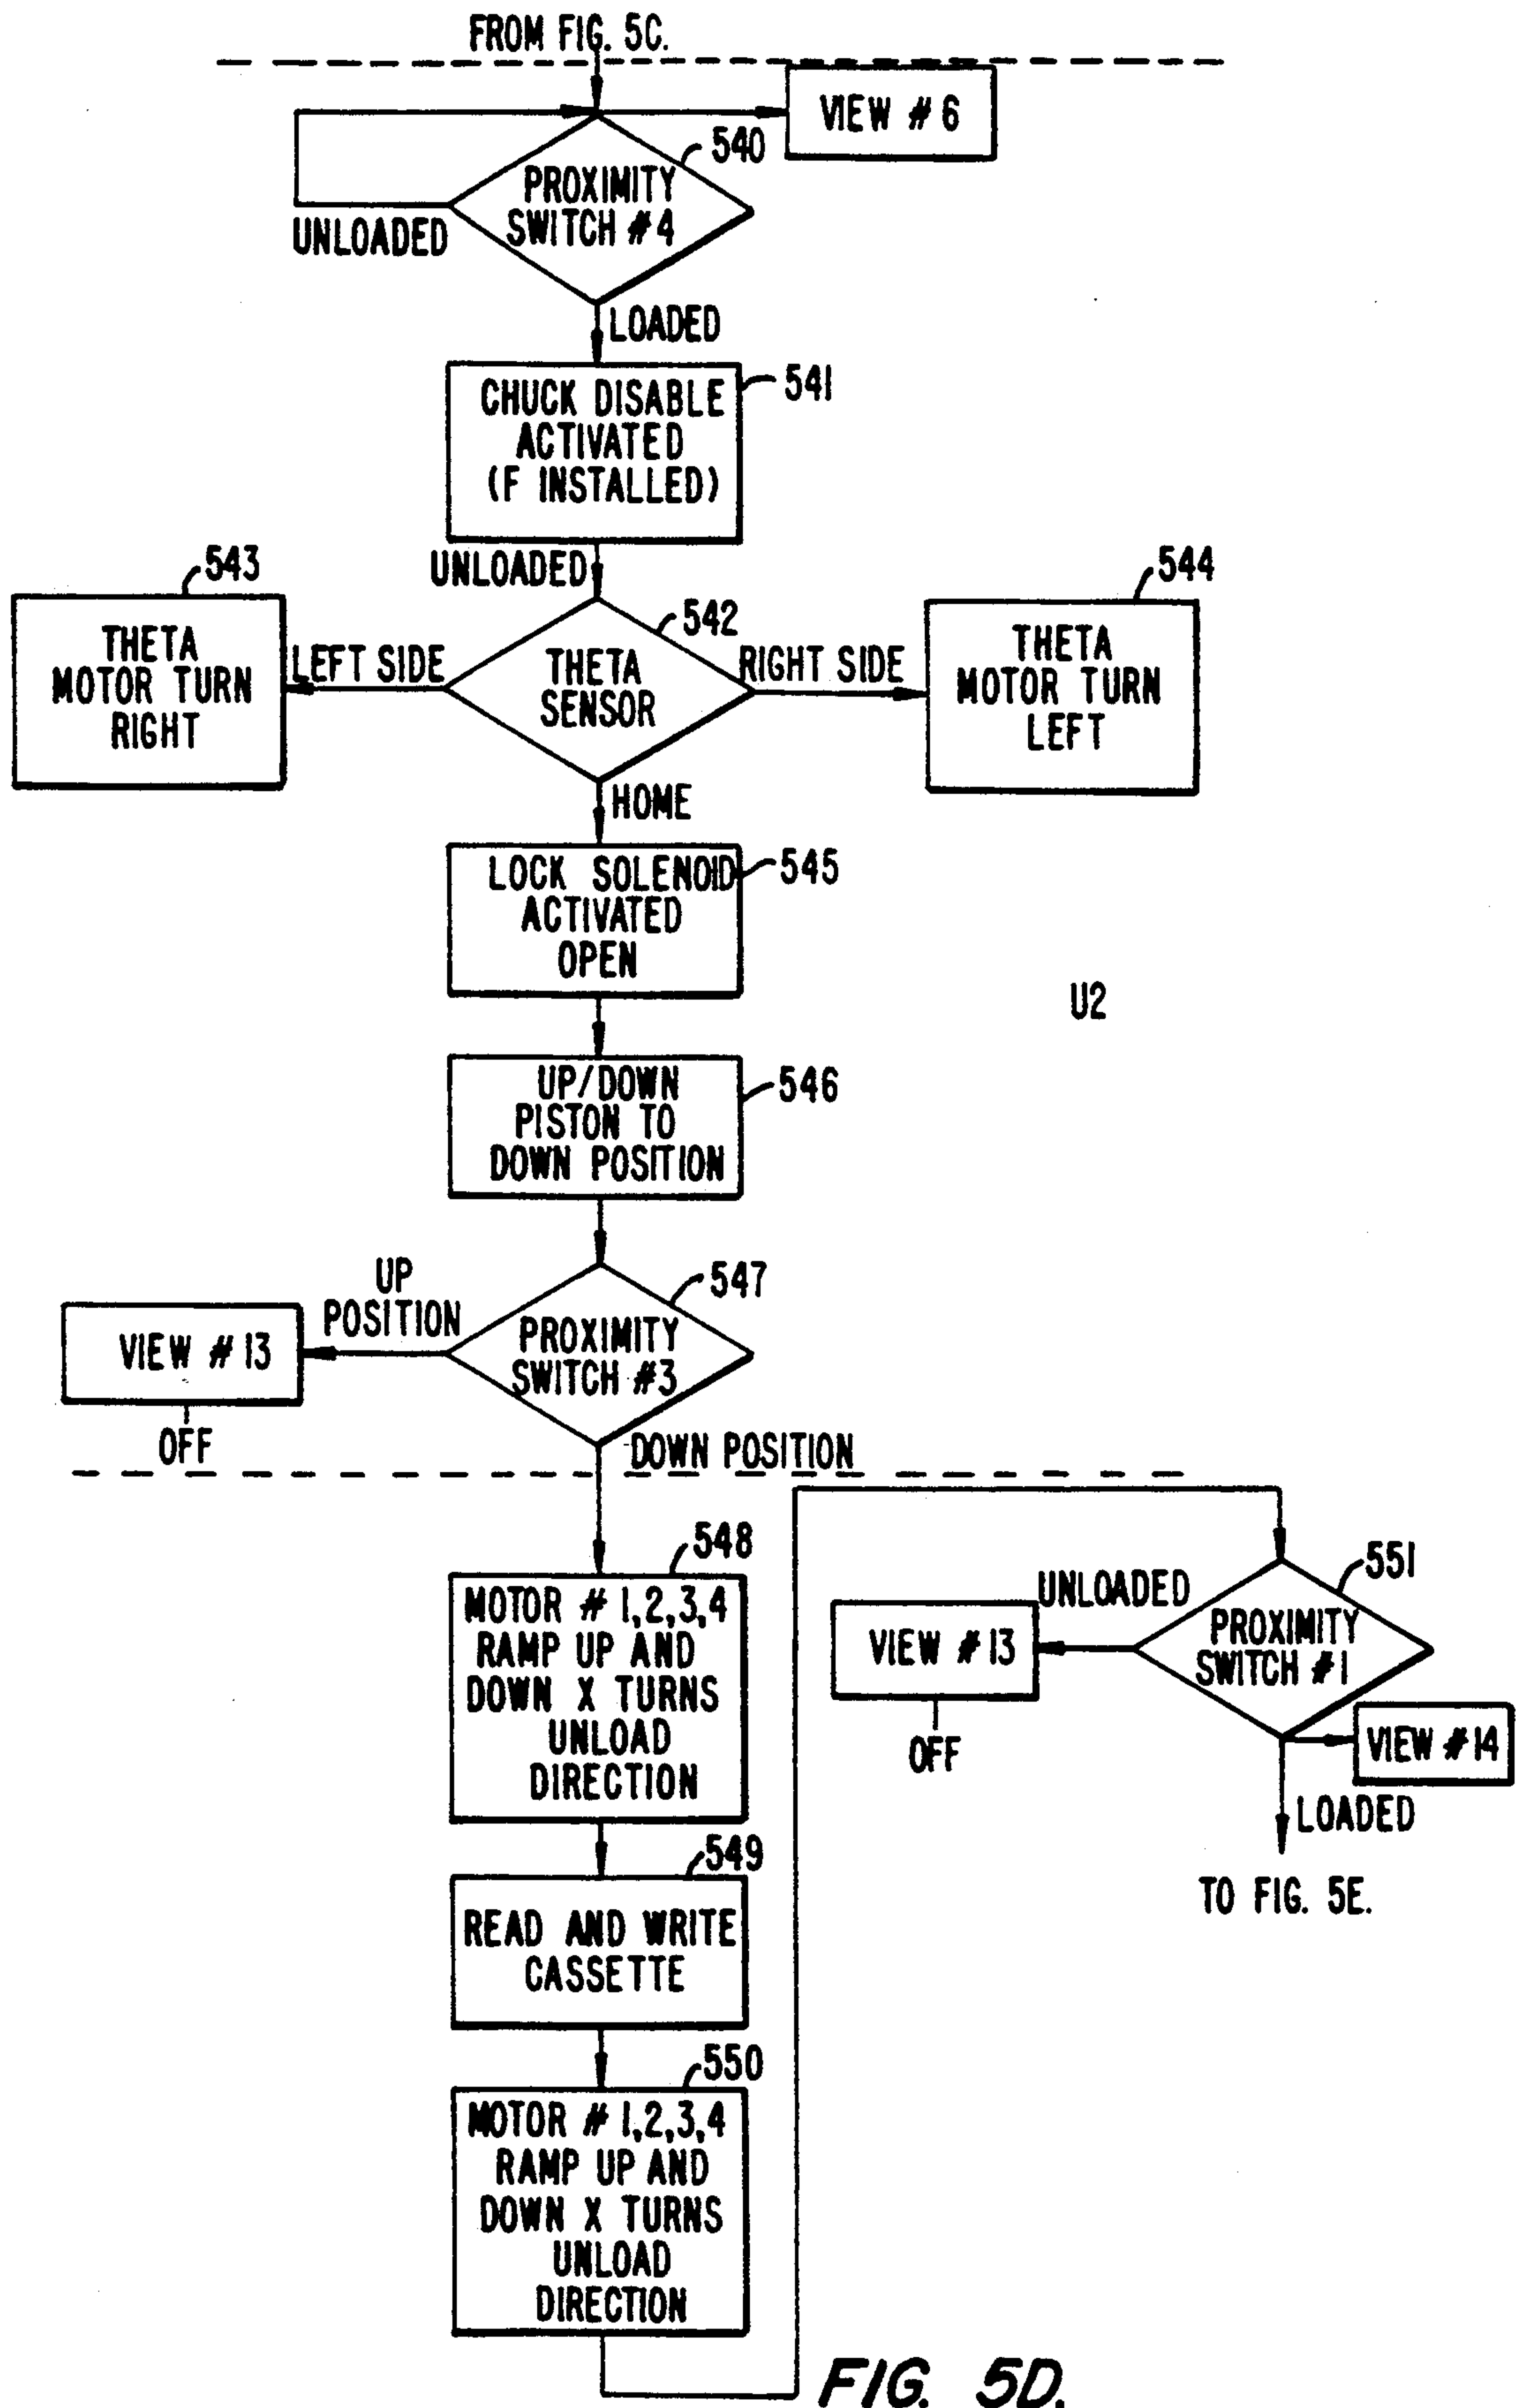 FROM FIG. 5C.
VIEW # 6
540
PROXIMITY
SWITCH # 4
UNLOADED
LOADED
541
CHUCK DISABLE
ACTIVATED
(F INSTALLED)
UNLOADED
543
THETA
MOTOR TURN
RIGHT
LEFT SIDE
542
THETA
SENSOR
RIGHT SIDE
544
THETA
MOTOR TURN
LEFT
HOME
545
LOCK SOLENOID
ACTIVATED
OPEN
U2
546
UP/DOWN
PISTON TO
DOWN POSITION
547
PROXIMITY
SWITCH #3
UP
POSITION
VIEW # 13
OFF
DOWN POSITION
548
MOTOR # 1,2,3,4
RAMP UP AND
DOWN X TURNS
UNLOAD
DIRECTION
549
READ AND WRITE
CASSETTE
550
MOTOR # 1,2,3,4
RAMP UP AND
DOWN X TURNS
UNLOAD
DIRECTION
551
PROXIMITY
SWITCH #1
UNLOADED
VIEW # 13
OFF
VIEW # 14
LOADED
TO FIG. 5E.
FIG. 5D.